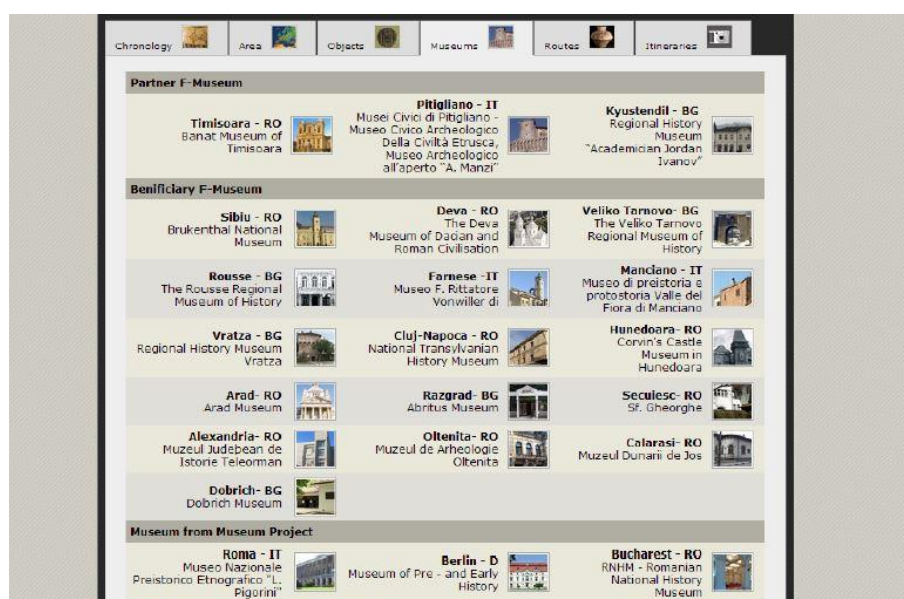 Chronology
Area
Objects
Museums
Routes
Itineraries
Partner F-Museum
Timisoara - RO
Banat Museum of
Timisoara
Pitigliano - IT
Musei Civici di Pitigliano -
Museo Civico Archeologico
Della Civiltà Etrusca,
Museo Archeologico
all'aperto "A. Manzi"
Kyustendil - BG
Regional History
Museum
"Academician Jordan
Ivanov"
Benificiary F-Museum
Sibiu - RO
Brukenthal National
Museum
Deva - RO
The Deva
Museum of Dacian and
Roman Civilisation
Veliko Tarnovo- BG
The Veliko Tarnovo
Regional Museum of
History
Rousse - BG
The Rousse Regional
Museum of History
Farnese -IT
Museo F. Rittatore
Vonwiller di
Manciano - IT
Museo di preistoria e
protostoria Valle del
Fiora di Manciano
Vratza - BG
Regional History Museum
Vratza
Cluj-Napoca - RO
National Transylvanian
History Museum
Hunedoara- RO
Corvin's Castle
Museum in
Hunedoara
Arad- RO
Arad Museum
Razgrad- BG
Abritus Museum
Secuiesc- RO
Sf. Gheorghe
Alexandria- RO
Muzeul Judepean de
Istorie Teleorman
Oltenita- RO
Muzeul de Arheologie
Oltenita
Calarasi- RO
Muzeul Dunarii de Jos
Dobrich- BG
Dobrich Museum
Museum from Museum Project
Roma - IT
Museo Nazionale
Preistorico Etnografico "L.
Pigorini"
Berlin - D
Museum of Pre - and Early
History
Bucharest - RO
RNHM - Romanian
National History
Museum